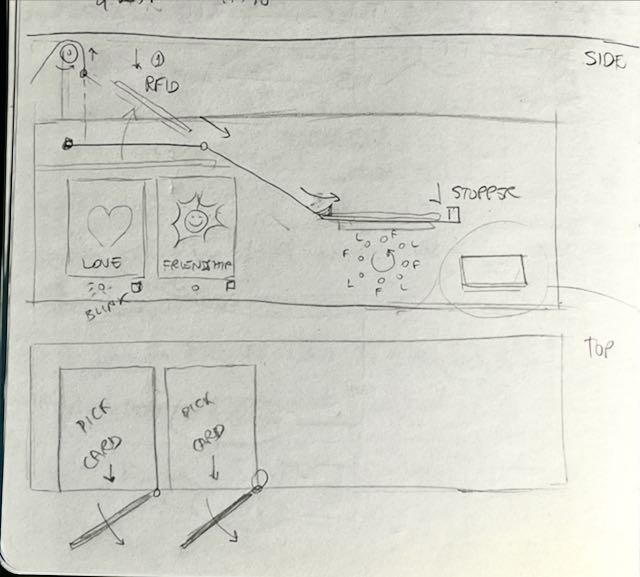 SIDE
↓ ①
RFID
STOPPER
LOVE
FRIENDSHIP
BLINK
L F
F L
F F
L L
F
TOP
PICK
CARD
PICK
CARD